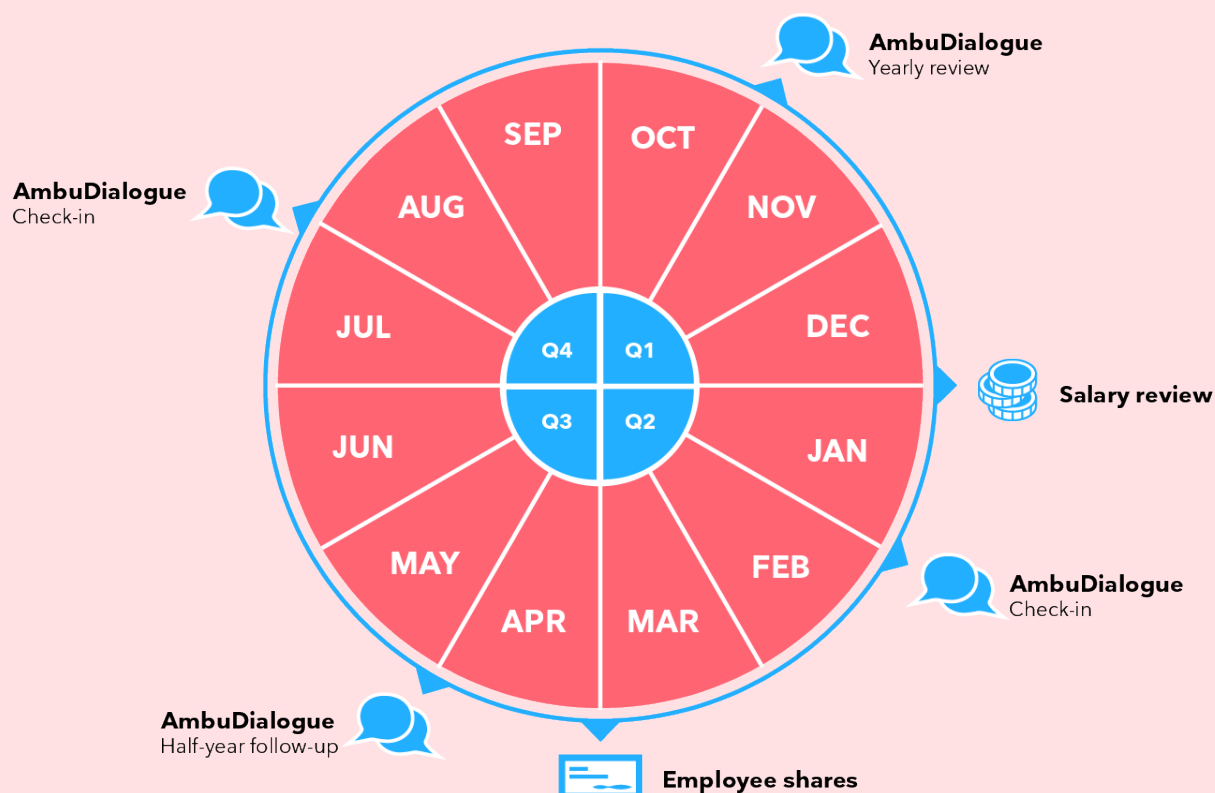 AmbuDialogue
Yearly review
SEP
OCT
AmbuDialogue
Check-in
AUG
NOV
JUL
DEC
Q4
Q1
Salary review
Q3
Q2
JUN
JAN
MAY
FEB
AmbuDialogue
Check-in
APR
MAR
AmbuDialogue
Half-year follow-up
Employee shares